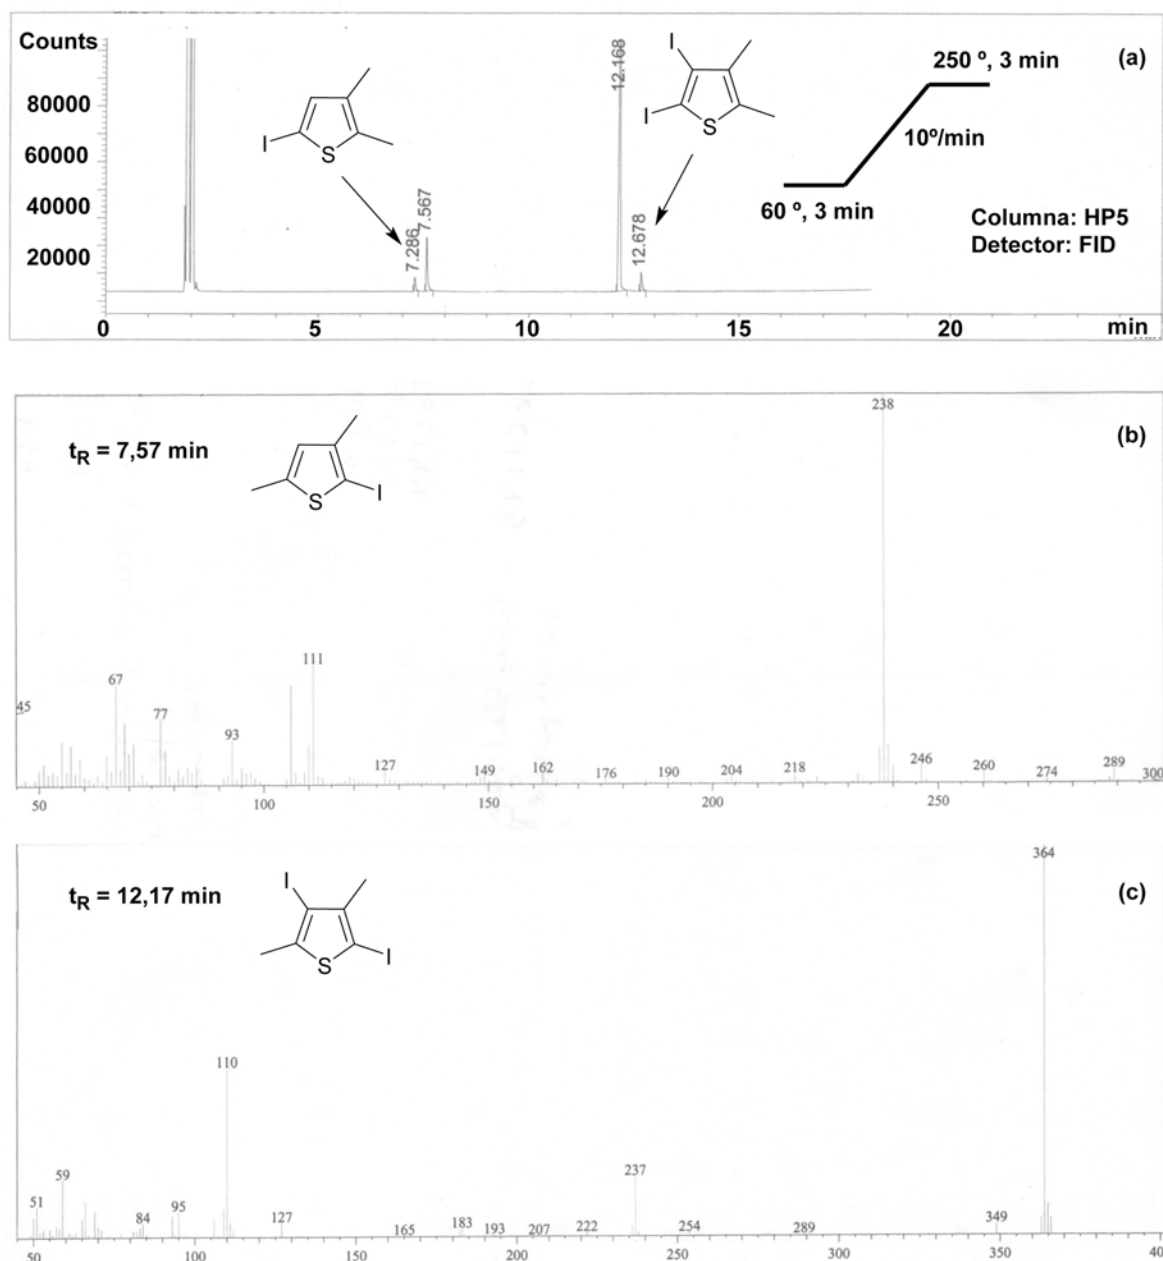 Counts
(a)
80000
60000
40000
20000
I
S
7.286
7.567
I
I
S
12.168
12.678
250 º, 3 min
10º/min
60 º, 3 min
Columna: HP5
Detector: FID
0 5 10 15 20 min
tR = 7,57 min
S
I
(b)
238
45 67 77 93 111 127 149 162 176 190 204 218 246 260 274 289 300
50 100 150 200 250
tR = 12,17 min
I
S
I
(c)
364
110
51 59 84 95 127 165 183 193 207 222 237 254 289 349
50 100 150 200 250 300 350 400